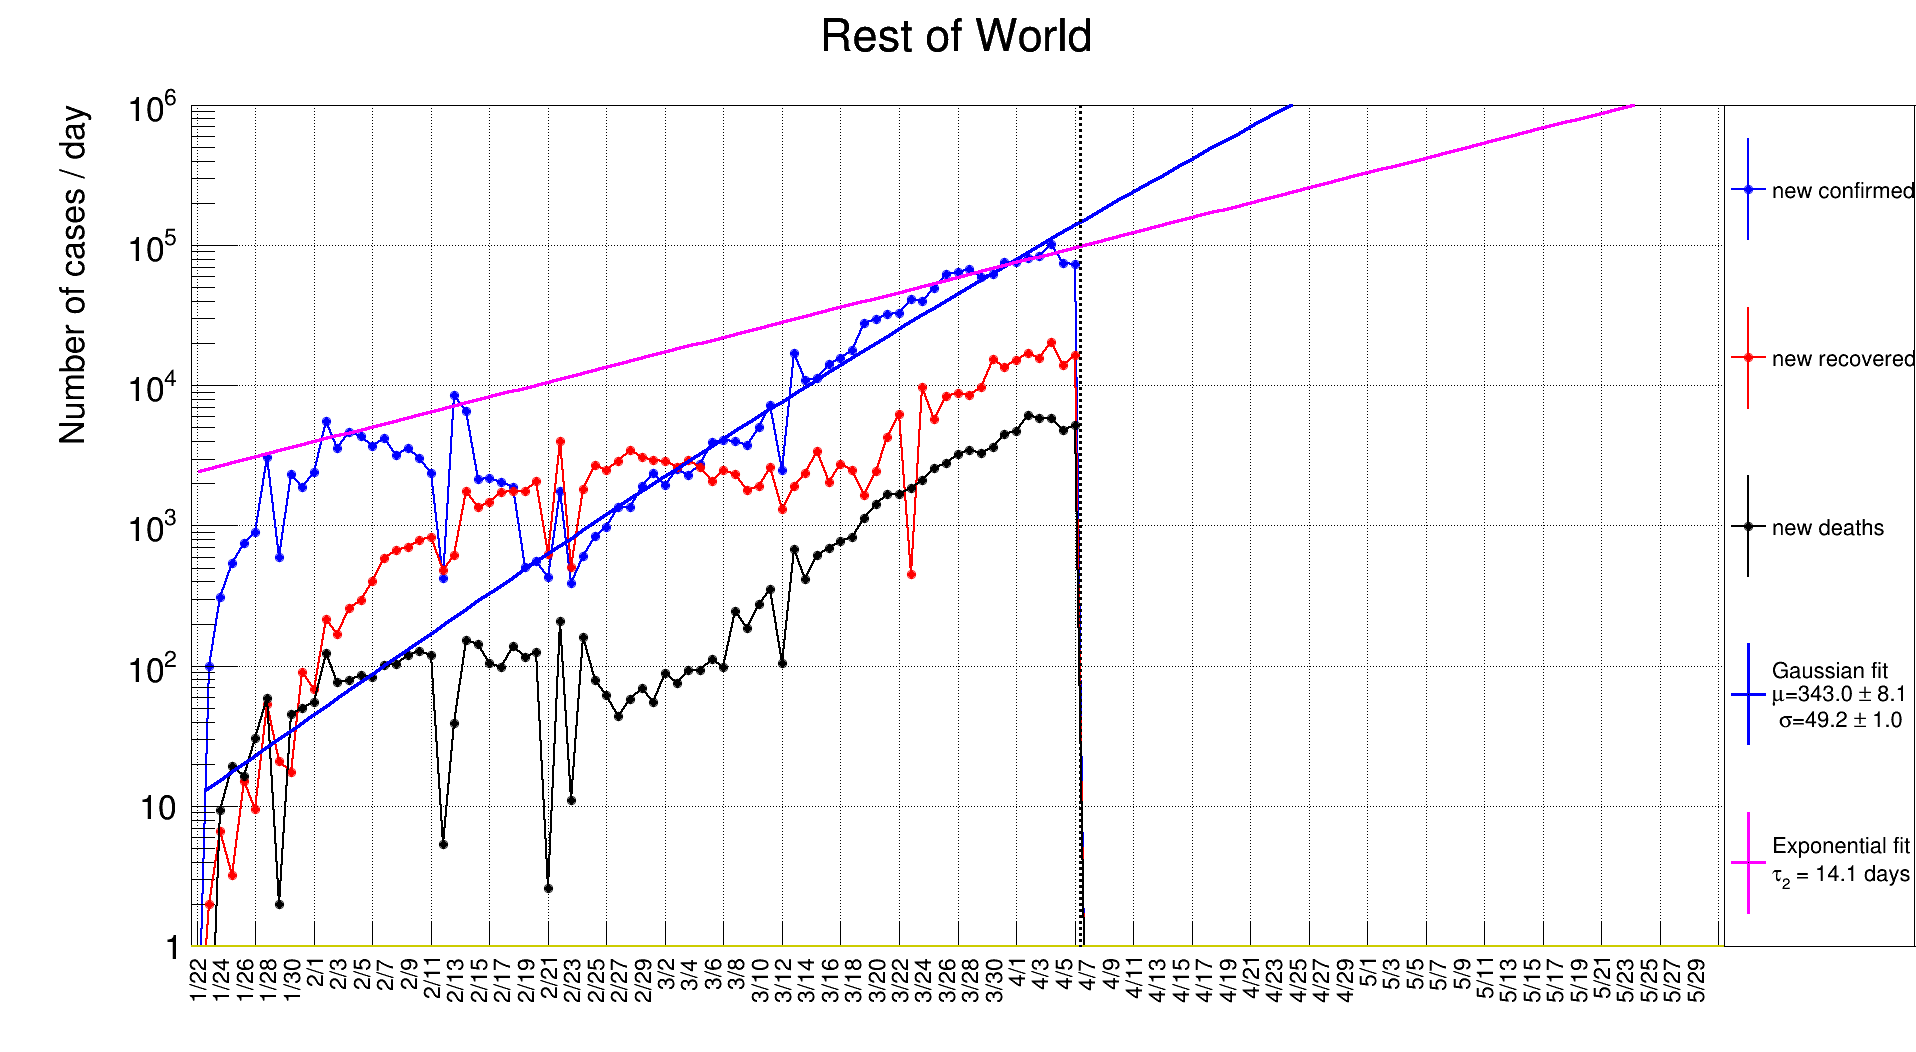 Rest of World
Number of cases / day
10^6
10^5
10^4
10^3
10^2
10
1
1/22 1/24 1/26 1/28 1/30 2/1 2/3 2/5 2/7 2/9 2/11 2/13 2/15 2/17 2/19 2/21 2/23 2/25 2/27 2/29 3/2 3/4 3/6 3/8 3/10 3/12 3/14 3/16 3/18 3/20 3/22 3/24 3/26 3/28 3/30 4/1 4/3 4/5 4/7 4/9 4/11 4/13 4/15 4/17 4/19 4/21 4/23 4/25 4/27 4/29 5/1 5/3 5/5 5/7 5/9 5/11 5/13 5/15 5/17 5/19 5/21 5/23 5/25 5/27 5/29
new confirmed
new recovered
new deaths
Gaussian fit
μ=343.0 ± 8.1
σ=49.2 ± 1.0
Exponential fit
τ₂ = 14.1 days